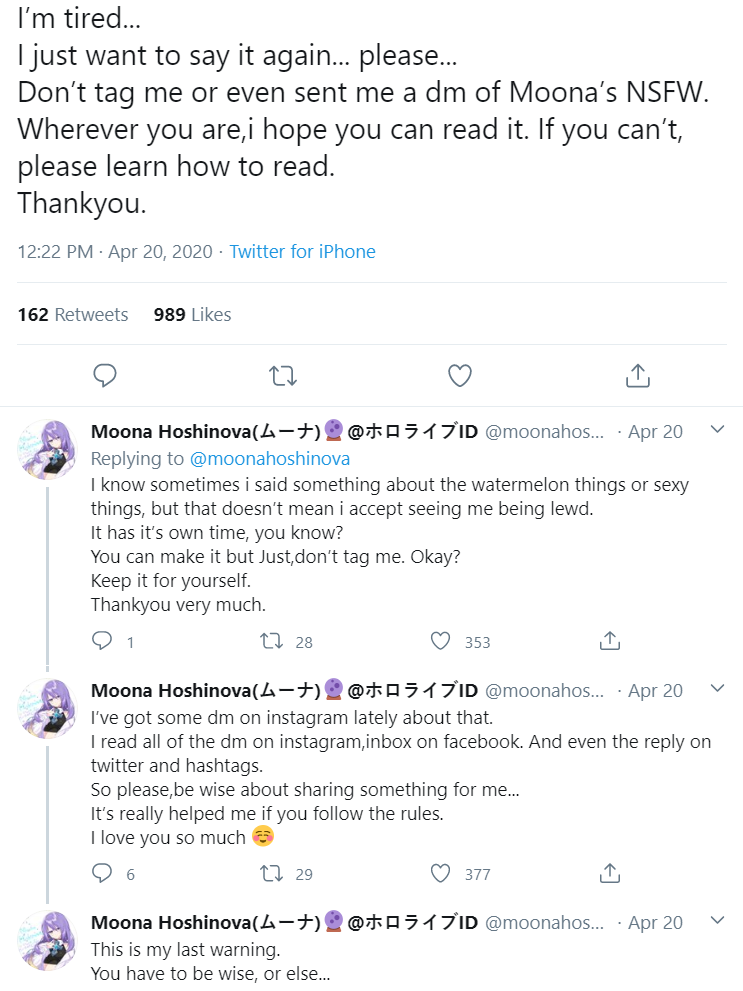 I’m tired...
I just want to say it again... please...
Don’t tag me or even sent me a dm of Moona’s NSFW.
Wherever you are,i hope you can read it. If you can’t,
please learn how to read.
Thankyou.
12:22 PM · Apr 20, 2020 · Twitter for iPhone
162 Retweets 989 Likes
Moona Hoshinova(ムーナ)🔮@ホロライブID @moonahos... · Apr 20
Replying to @moonahoshinova
I know sometimes i said something about the watermelon things or sexy
things, but that doesn’t mean i accept seeing me being lewd.
It has it’s own time, you know?
You can make it but Just,don’t tag me. Okay?
Keep it for yourself.
Thankyou very much.
1 28 353
Moona Hoshinova(ムーナ)🔮@ホロライブID @moonahos... · Apr 20
I’ve got some dm on instagram lately about that.
I read all of the dm on instagram,inbox on facebook. And even the reply on
twitter and hashtags.
So please,be wise about sharing something for me...
It’s really helped me if you follow the rules.
I love you so much ☺️
6 29 377
Moona Hoshinova(ムーナ)🔮@ホロライブID @moonahos... · Apr 20
This is my last warning.
You have to be wise, or else...